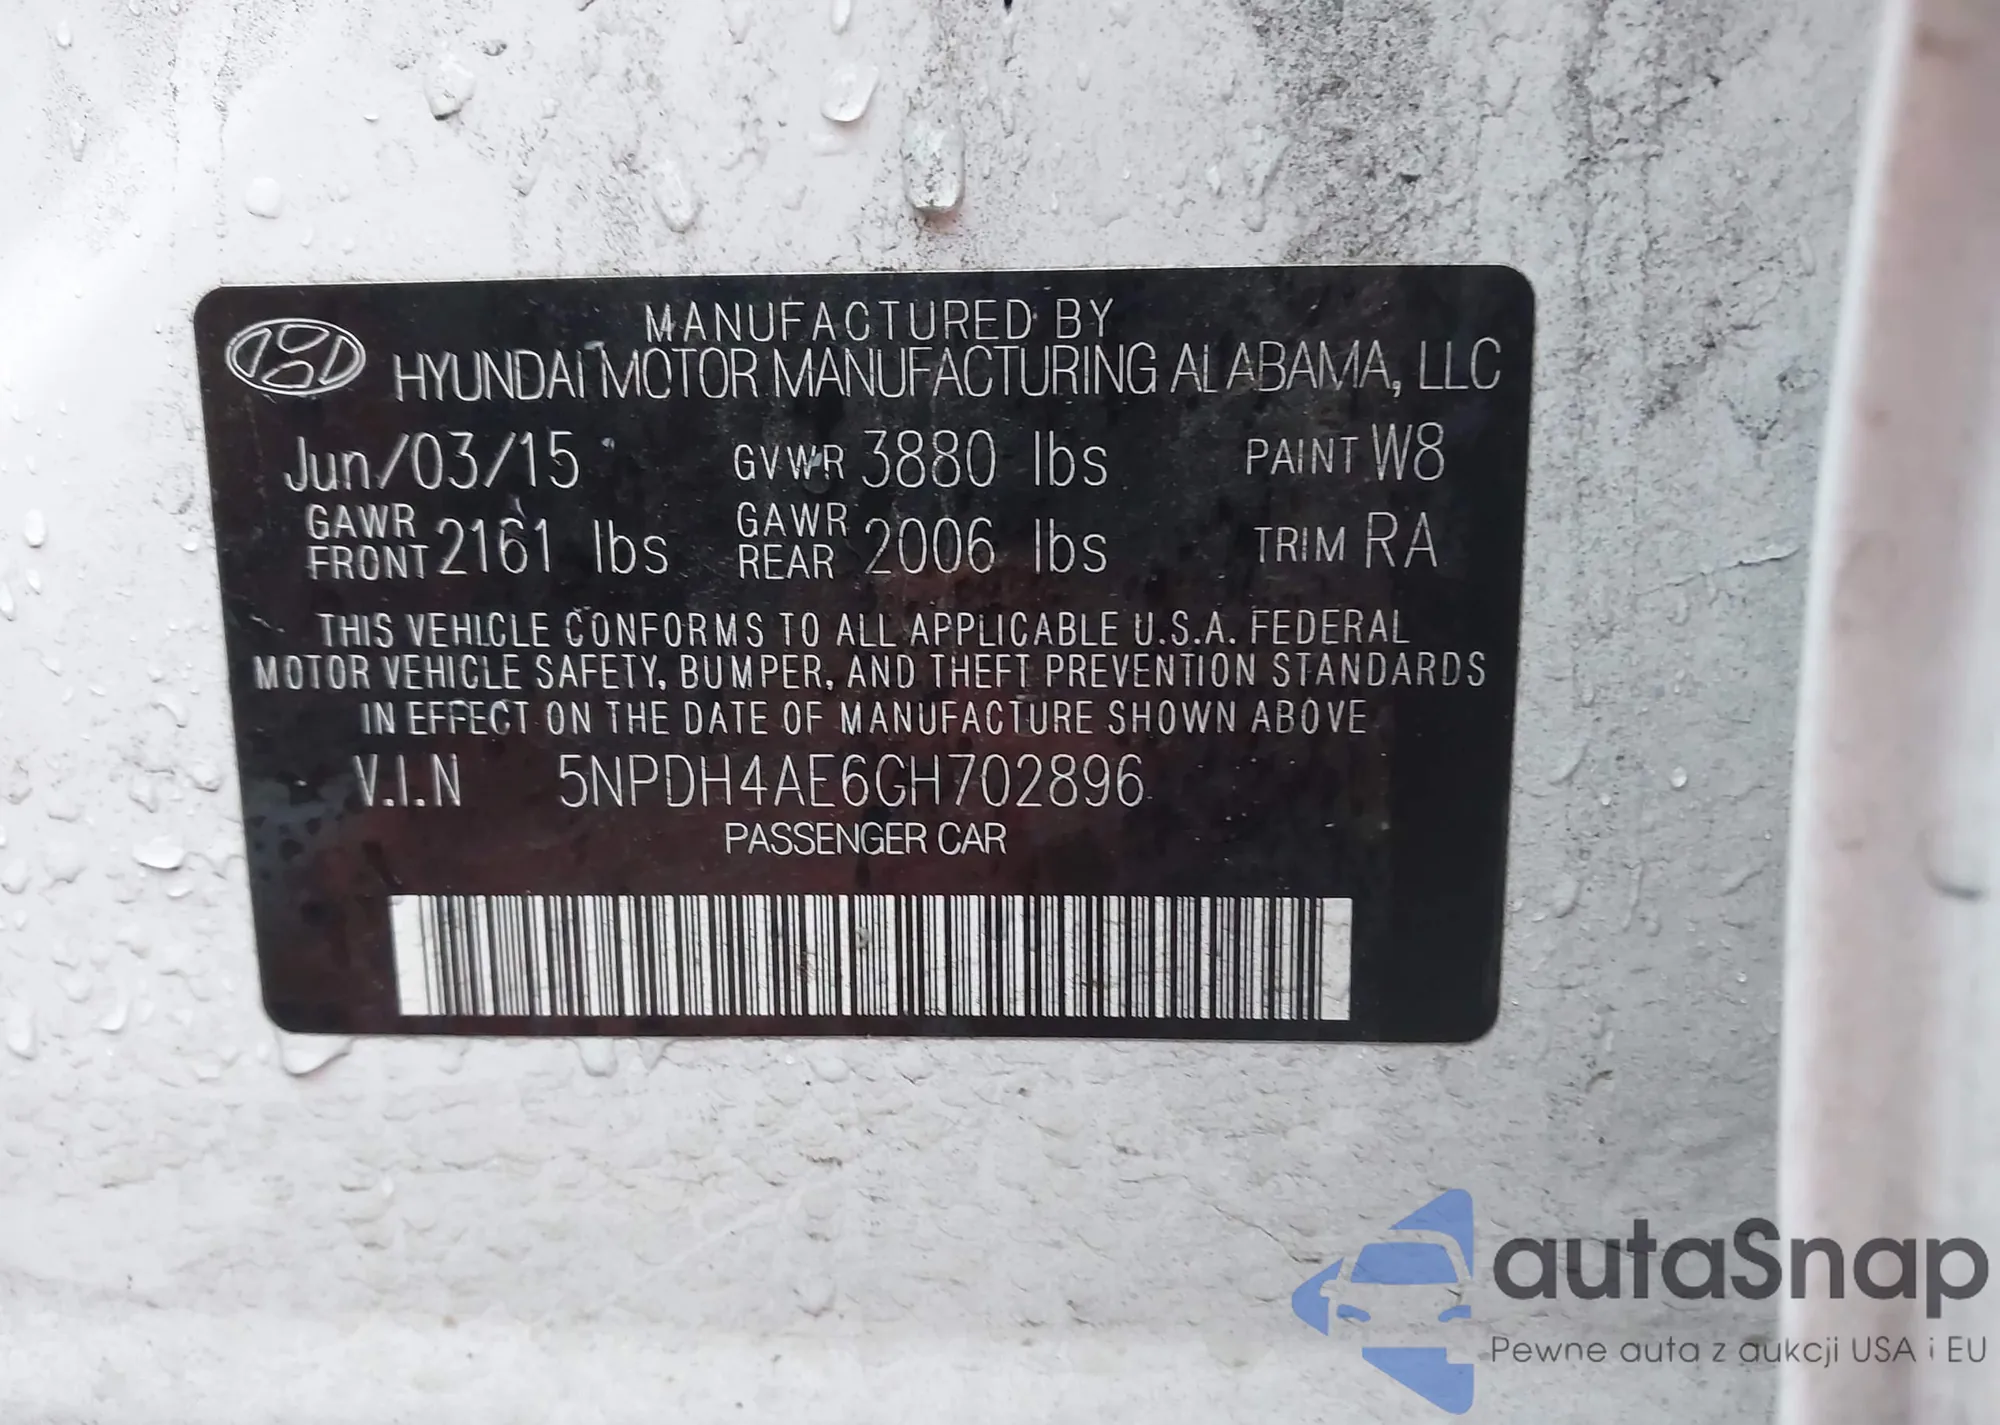 MANUFACTURED BY
HYUNDAI MOTOR MANUFACTURING ALABAMA, LLC
Jun/03/15 GVWR 3880 lbs PAINT W8
GAWR FRONT 2161 lbs GAWR REAR 2006 lbs TRIM RA
THIS VEHICLE CONFORMS TO ALL APPLICABLE U.S.A. FEDERAL
MOTOR VEHICLE SAFETY, BUMPER, AND THEFT PREVENTION STANDARDS
IN EFFECT ON THE DATE OF MANUFACTURE SHOWN ABOVE
V.I.N 5NPDH4AE6GH702896
PASSENGER CAR
autaSnap
Pewne auta z aukcji USA i EU